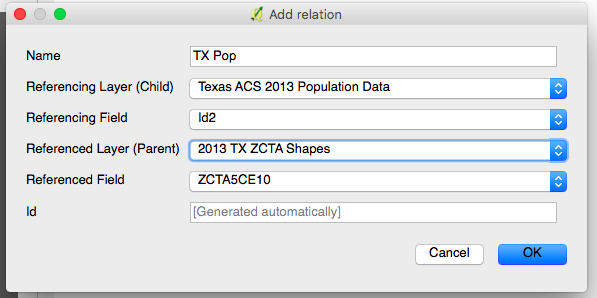 Add relation
Name TX Pop
Referencing Layer (Child) Texas ACS 2013 Population Data
Referencing Field Id2
Referenced Layer (Parent) 2013 TX ZCTA Shapes
Referenced Field ZCTA5CE10
Id [Generated automatically]
Cancel OK